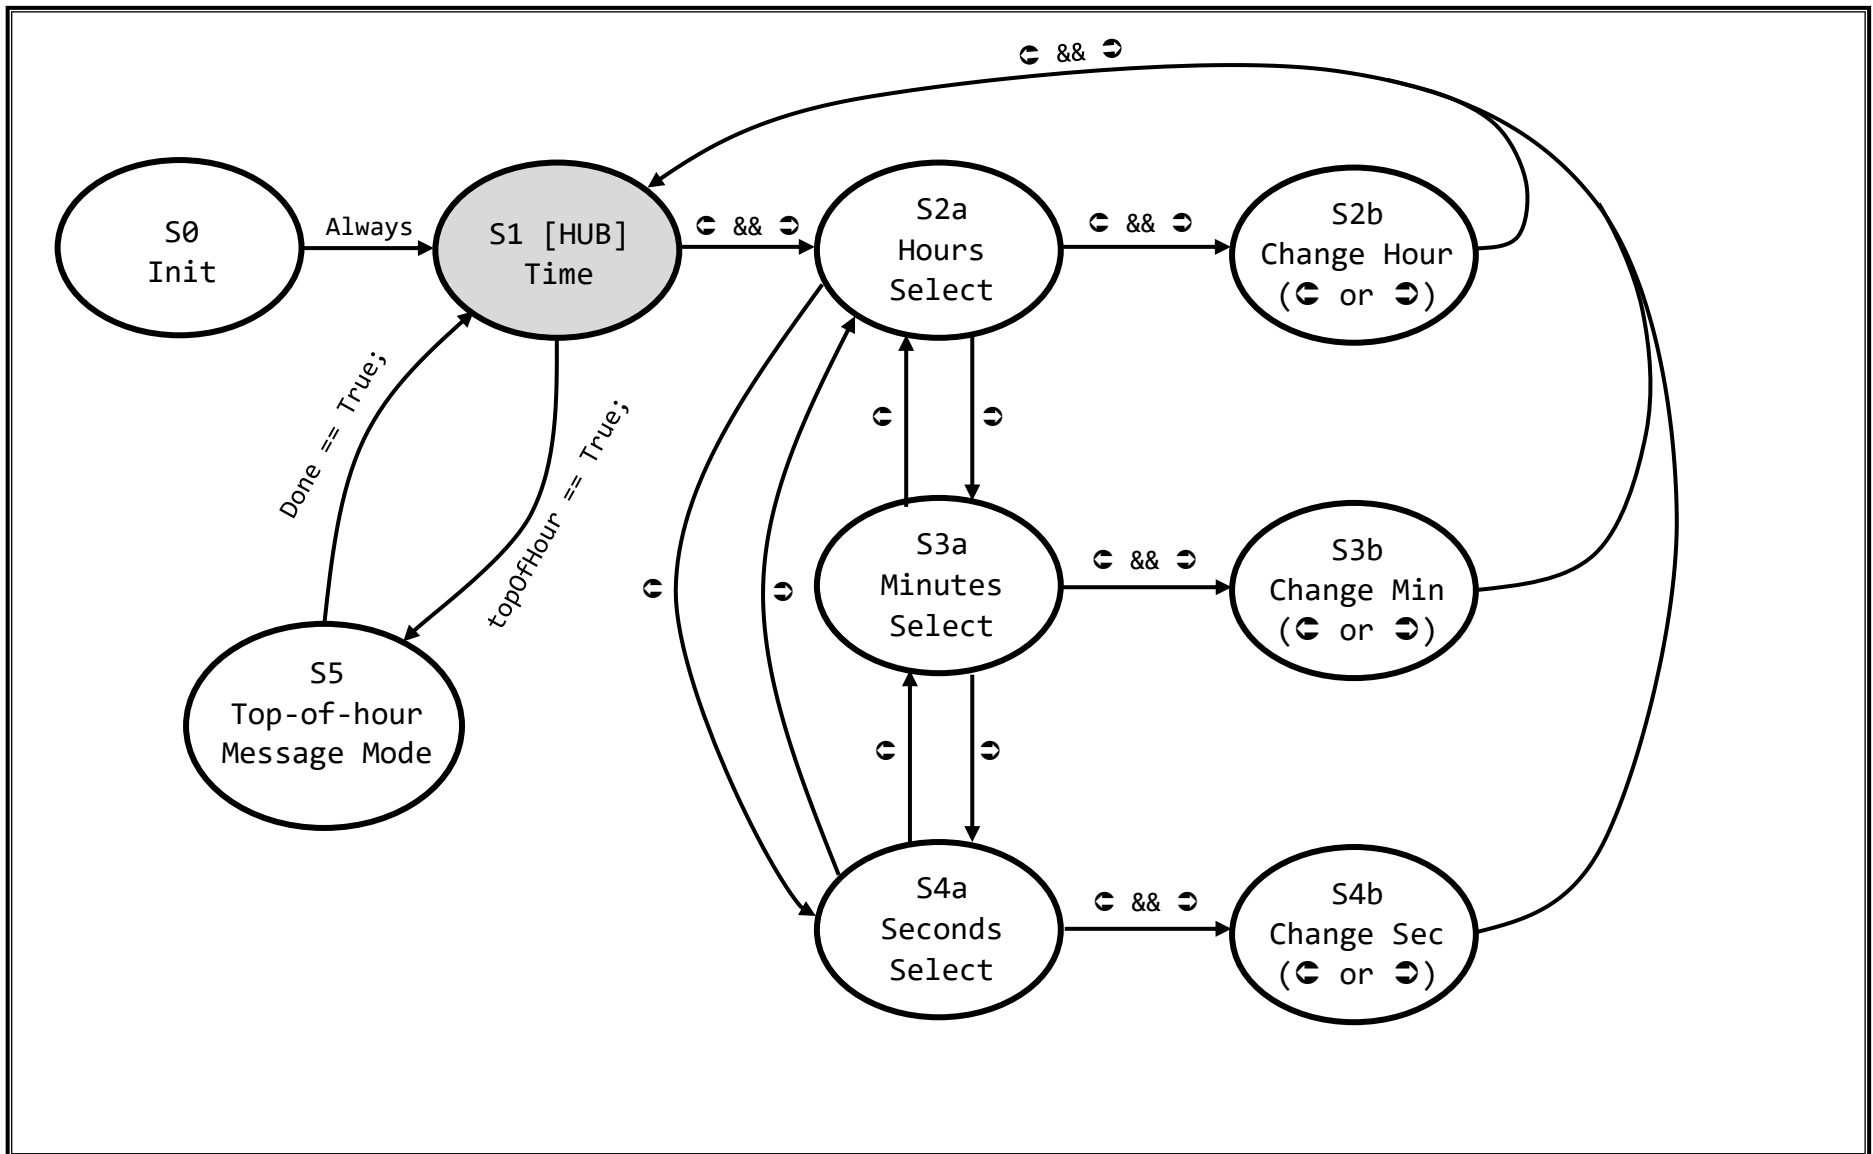 ➲ && ➲
S0
Init
Always
S1 [HUB]
Time
➲ && ➲
S2a
Hours
Select
➲ && ➲
S2b
Change Hour
(➲ or ➲)
Done == True;
topOfHour == True;
➲
➲
S3a
Minutes
Select
➲ && ➲
S3b
Change Min
(➲ or ➲)
➲
➲
S5
Top-of-hour
Message Mode
➲
➲
S4a
Seconds
Select
➲ && ➲
S4b
Change Sec
(➲ or ➲)